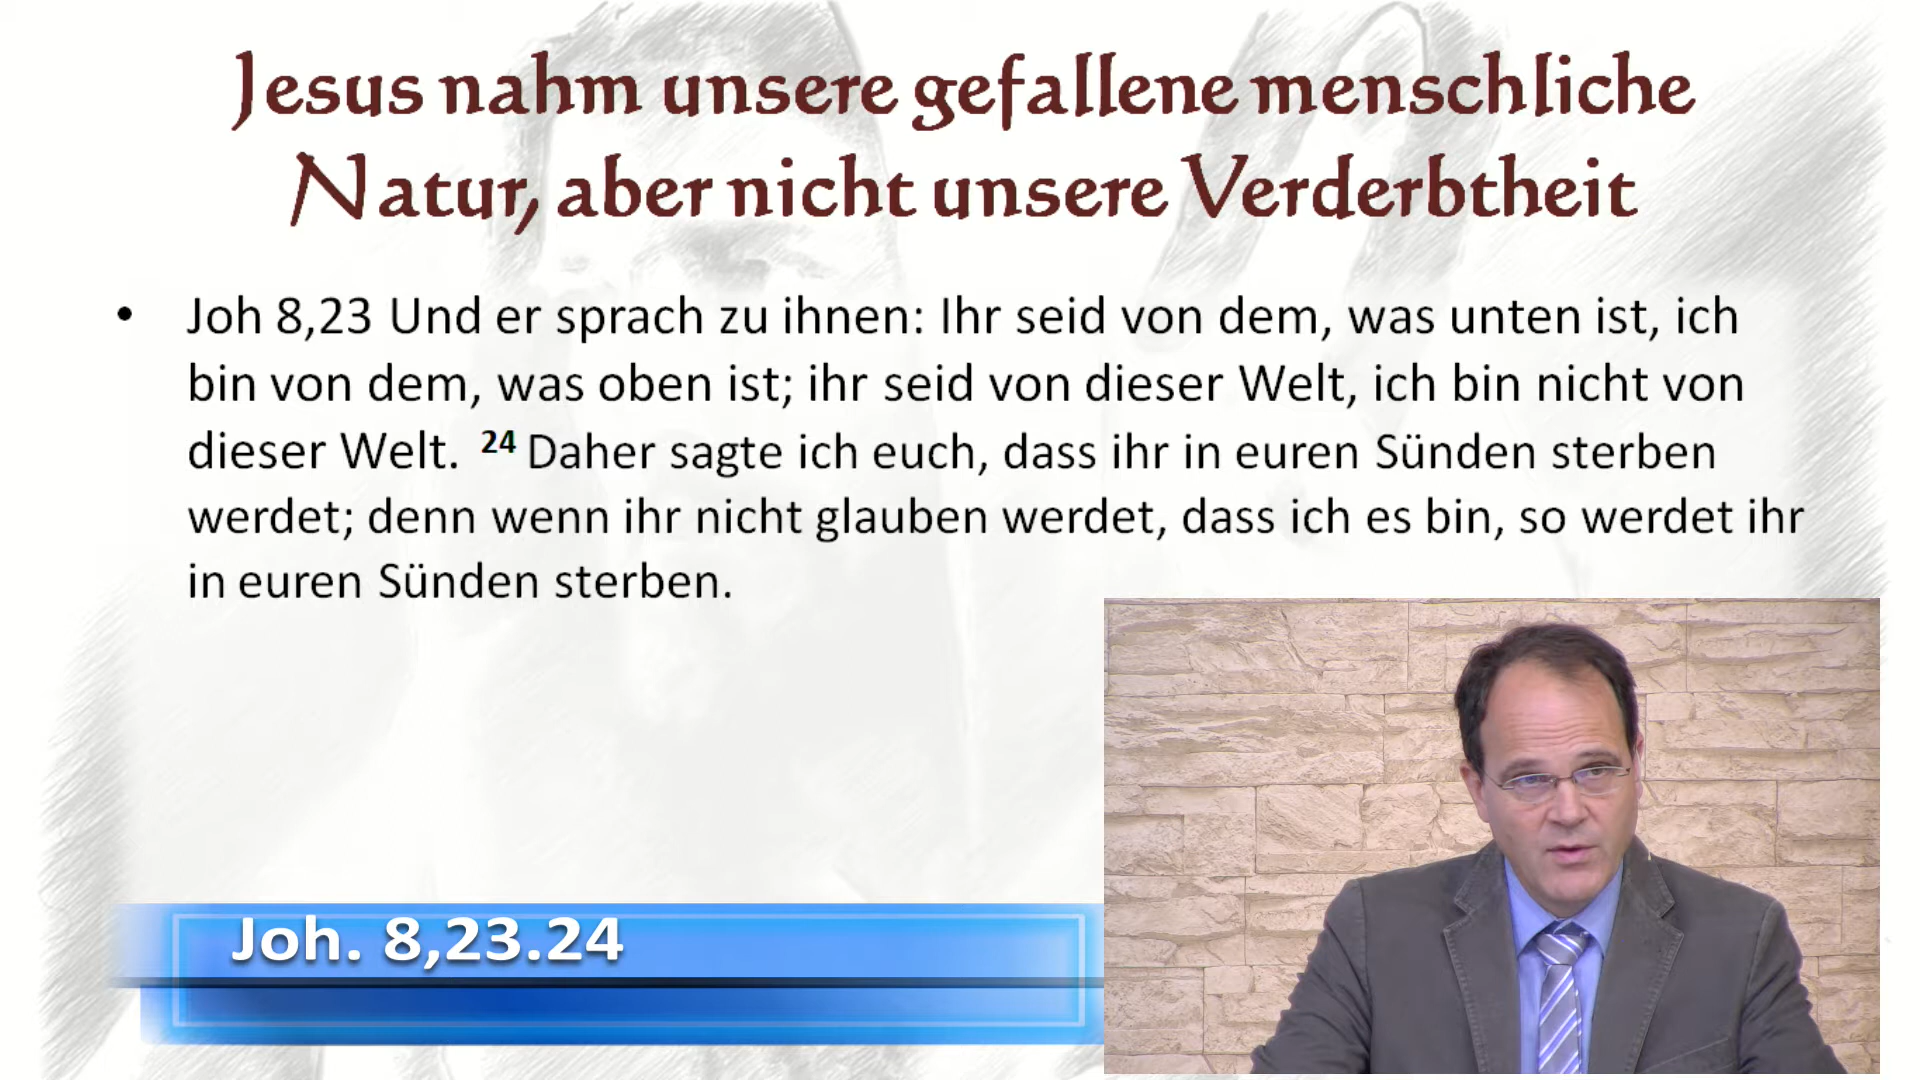 Jesus nahm unsere gefallene menschliche
Natur, aber nicht unsere Verderbtheit
• Joh 8,23 Und er sprach zu ihnen: Ihr seid von dem, was unten ist, ich
bin von dem, was oben ist; ihr seid von dieser Welt, ich bin nicht von
dieser Welt. 24 Daher sagte ich euch, dass ihr in euren Sünden sterben
werdet; denn wenn ihr nicht glauben werdet, dass ich es bin, so werdet ihr
in euren Sünden sterben.
Joh. 8,23.24